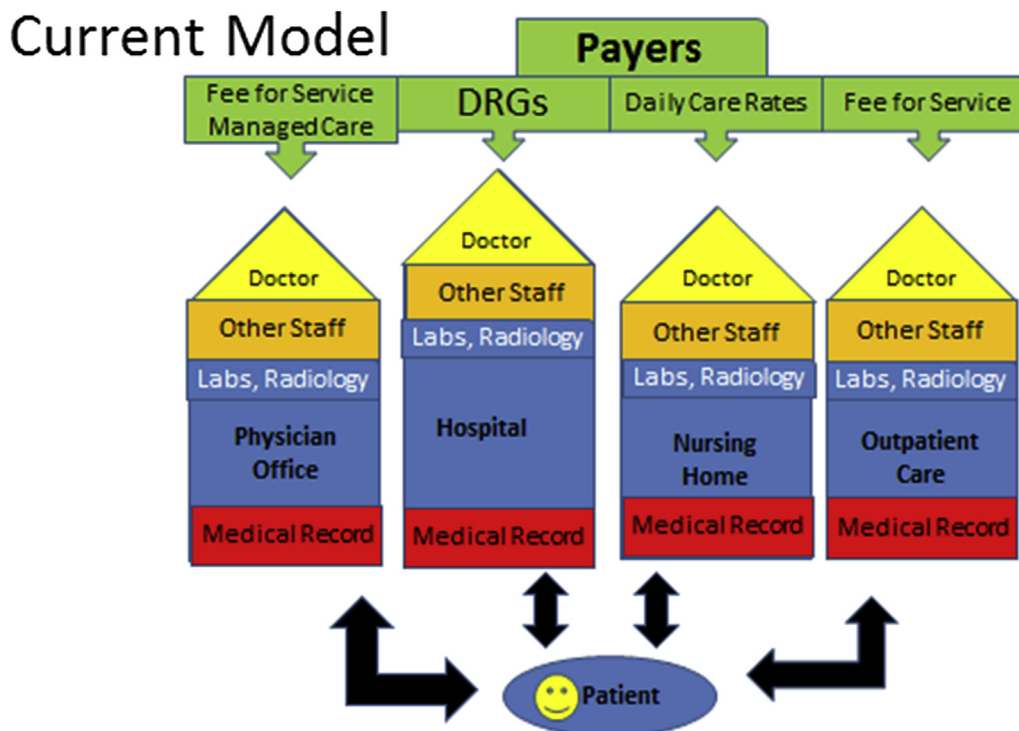 Current Model
Payers
Fee for Service
Managed Care
DRGs
Daily Care Rates
Fee for Service
Doctor
Other Staff
Labs, Radiology
Physician
Office
Medical Record
Doctor
Other Staff
Labs, Radiology
Hospital
Medical Record
Doctor
Other Staff
Labs, Radiology
Nursing
Home
Medical Record
Doctor
Other Staff
Labs, Radiology
Outpatient
Care
Medical Record
Patient